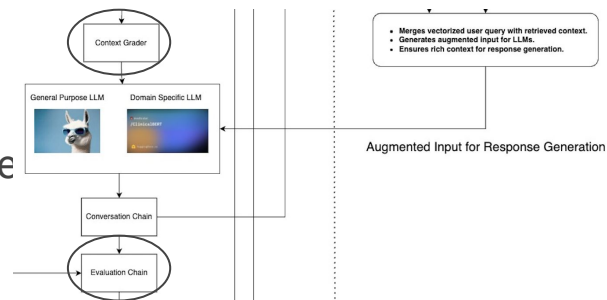 Context Grader
General Purpose LLM
Domain Specific LLM
Conversation Chain
Evaluation Chain
e
Merges vectorized user query with retrieved context.
Generates augmented input for LLMs.
Ensures rich context for response generation.
Augmented Input for Response Generation